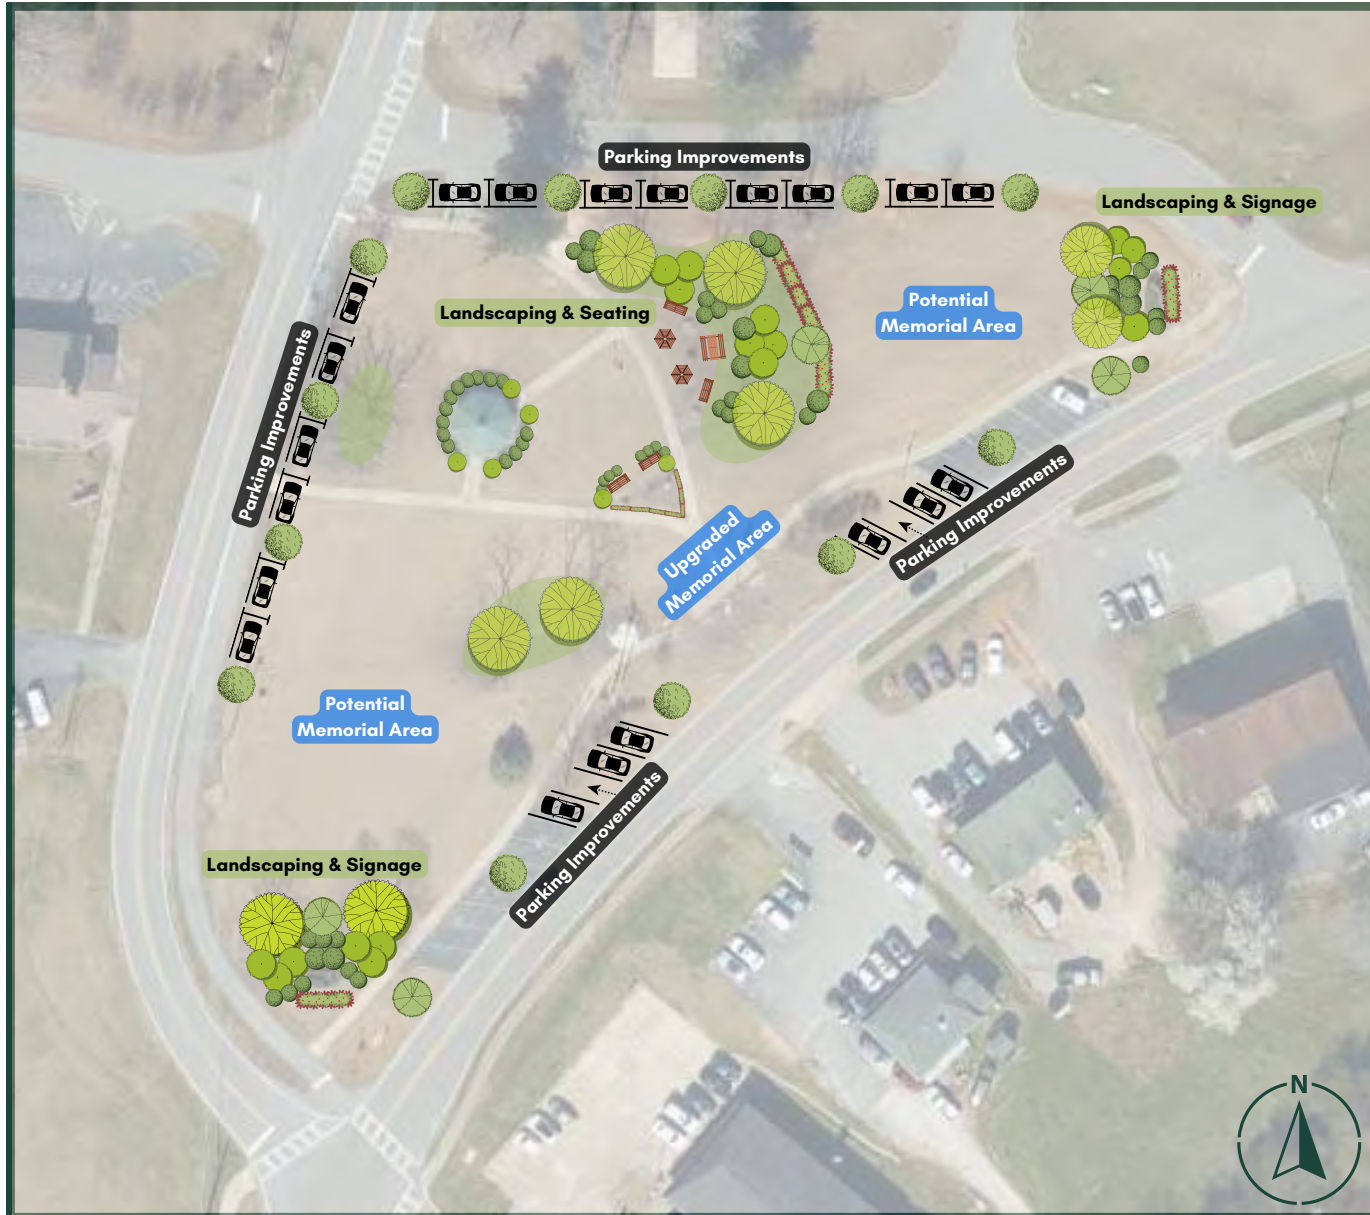 Parking Improvements
Landscaping & Signage
Potential
Memorial Area
Landscaping & Seating
Parking Improvements
Parking Improvements
Upgraded
Memorial Area
Potential
Memorial Area
Parking Improvements
Landscaping & Signage
N